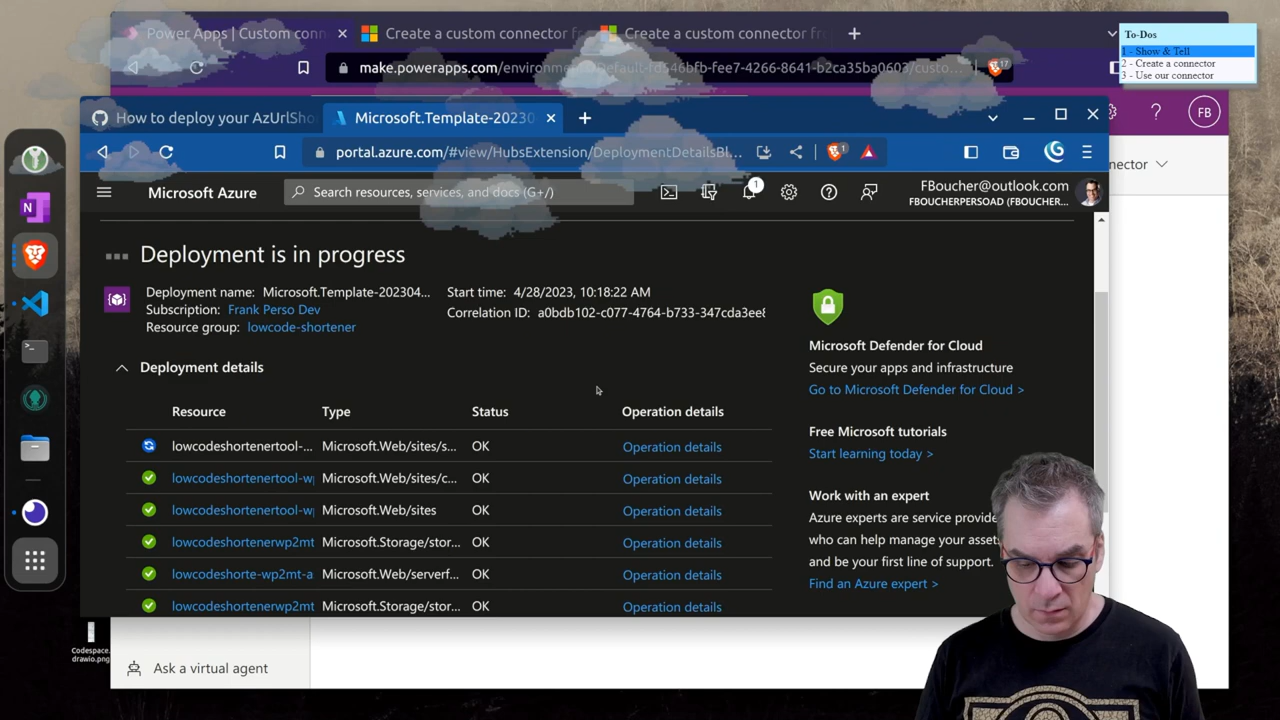 Power Apps | Custom conn
Create a custom connector f
Create a custom connector fr
To-Dos
1 - Show & Tell
2 - Create a connector
3 - Use our connector
make.powerapps.com/environ
17
How to deploy your AzUrlSho
Microsoft.Template-20230
FB
portal.azure.com/#view/HubsExtension/DeploymentDetailsBl...
1
nector
Microsoft Azure
Search resources, services, and docs (G+/)
1
FBoucher@outlook.com
FBOUCHERPERSOAD (FBOUCHER...
Deployment is in progress
Deployment name: Microsoft.Template-202304...
Start time: 4/28/2023, 10:18:22 AM
Subscription: Frank Perso Dev
Correlation ID: a0bdb102-c077-4764-b733-347cda3ee8
Resource group: lowcode-shortener
Microsoft Defender for Cloud
Secure your apps and infrastructure
Go to Microsoft Defender for Cloud >
Deployment details
Resource Type Status Operation details
lowcodeshortenertool-... Microsoft.Web/sites/s... OK Operation details
lowcodeshortenertool-wp Microsoft.Web/sites/c... OK Operation details
lowcodeshortenertool-wp Microsoft.Web/sites OK Operation details
lowcodeshortenerwp2mt Microsoft.Storage/stor... OK Operation details
lowcodeshorte-wp2mt-a Microsoft.Web/serverf... OK Operation details
lowcodeshortenerwp2mt Microsoft.Storage/stor... OK Operation details
Free Microsoft tutorials
Start learning today >
Work with an expert
Azure experts are service provide
who can help manage your asset
and be your first line of support.
Find an Azure expert >
Codespace.
drawio.png
Ask a virtual agent